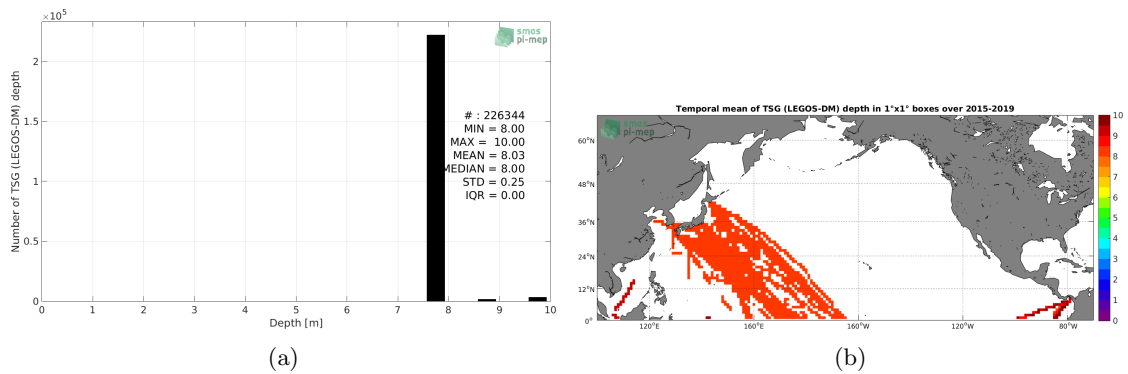 ×10⁵
smos
pi-mep
2
1.5
1
0.5
0
Number of TSG (LEGOS-DM) depth
# : 226344
MIN = 8.00
MAX = 10.00
MEAN = 8.03
MEDIAN = 8.00
STD = 0.25
IQR = 0.00
0 1 2 3 4 5 6 7 8 9 10
Depth [m]
(a)
Temporal mean of TSG (LEGOS-DM) depth in 1°x1° boxes over 2015-2019
smos
pi-mep
60°N
48°N
36°N
24°N
12°N
0°
120°E 160°E 160°W 120°W 80°W
10
9
8
7
6
5
4
3
2
1
0
(b)